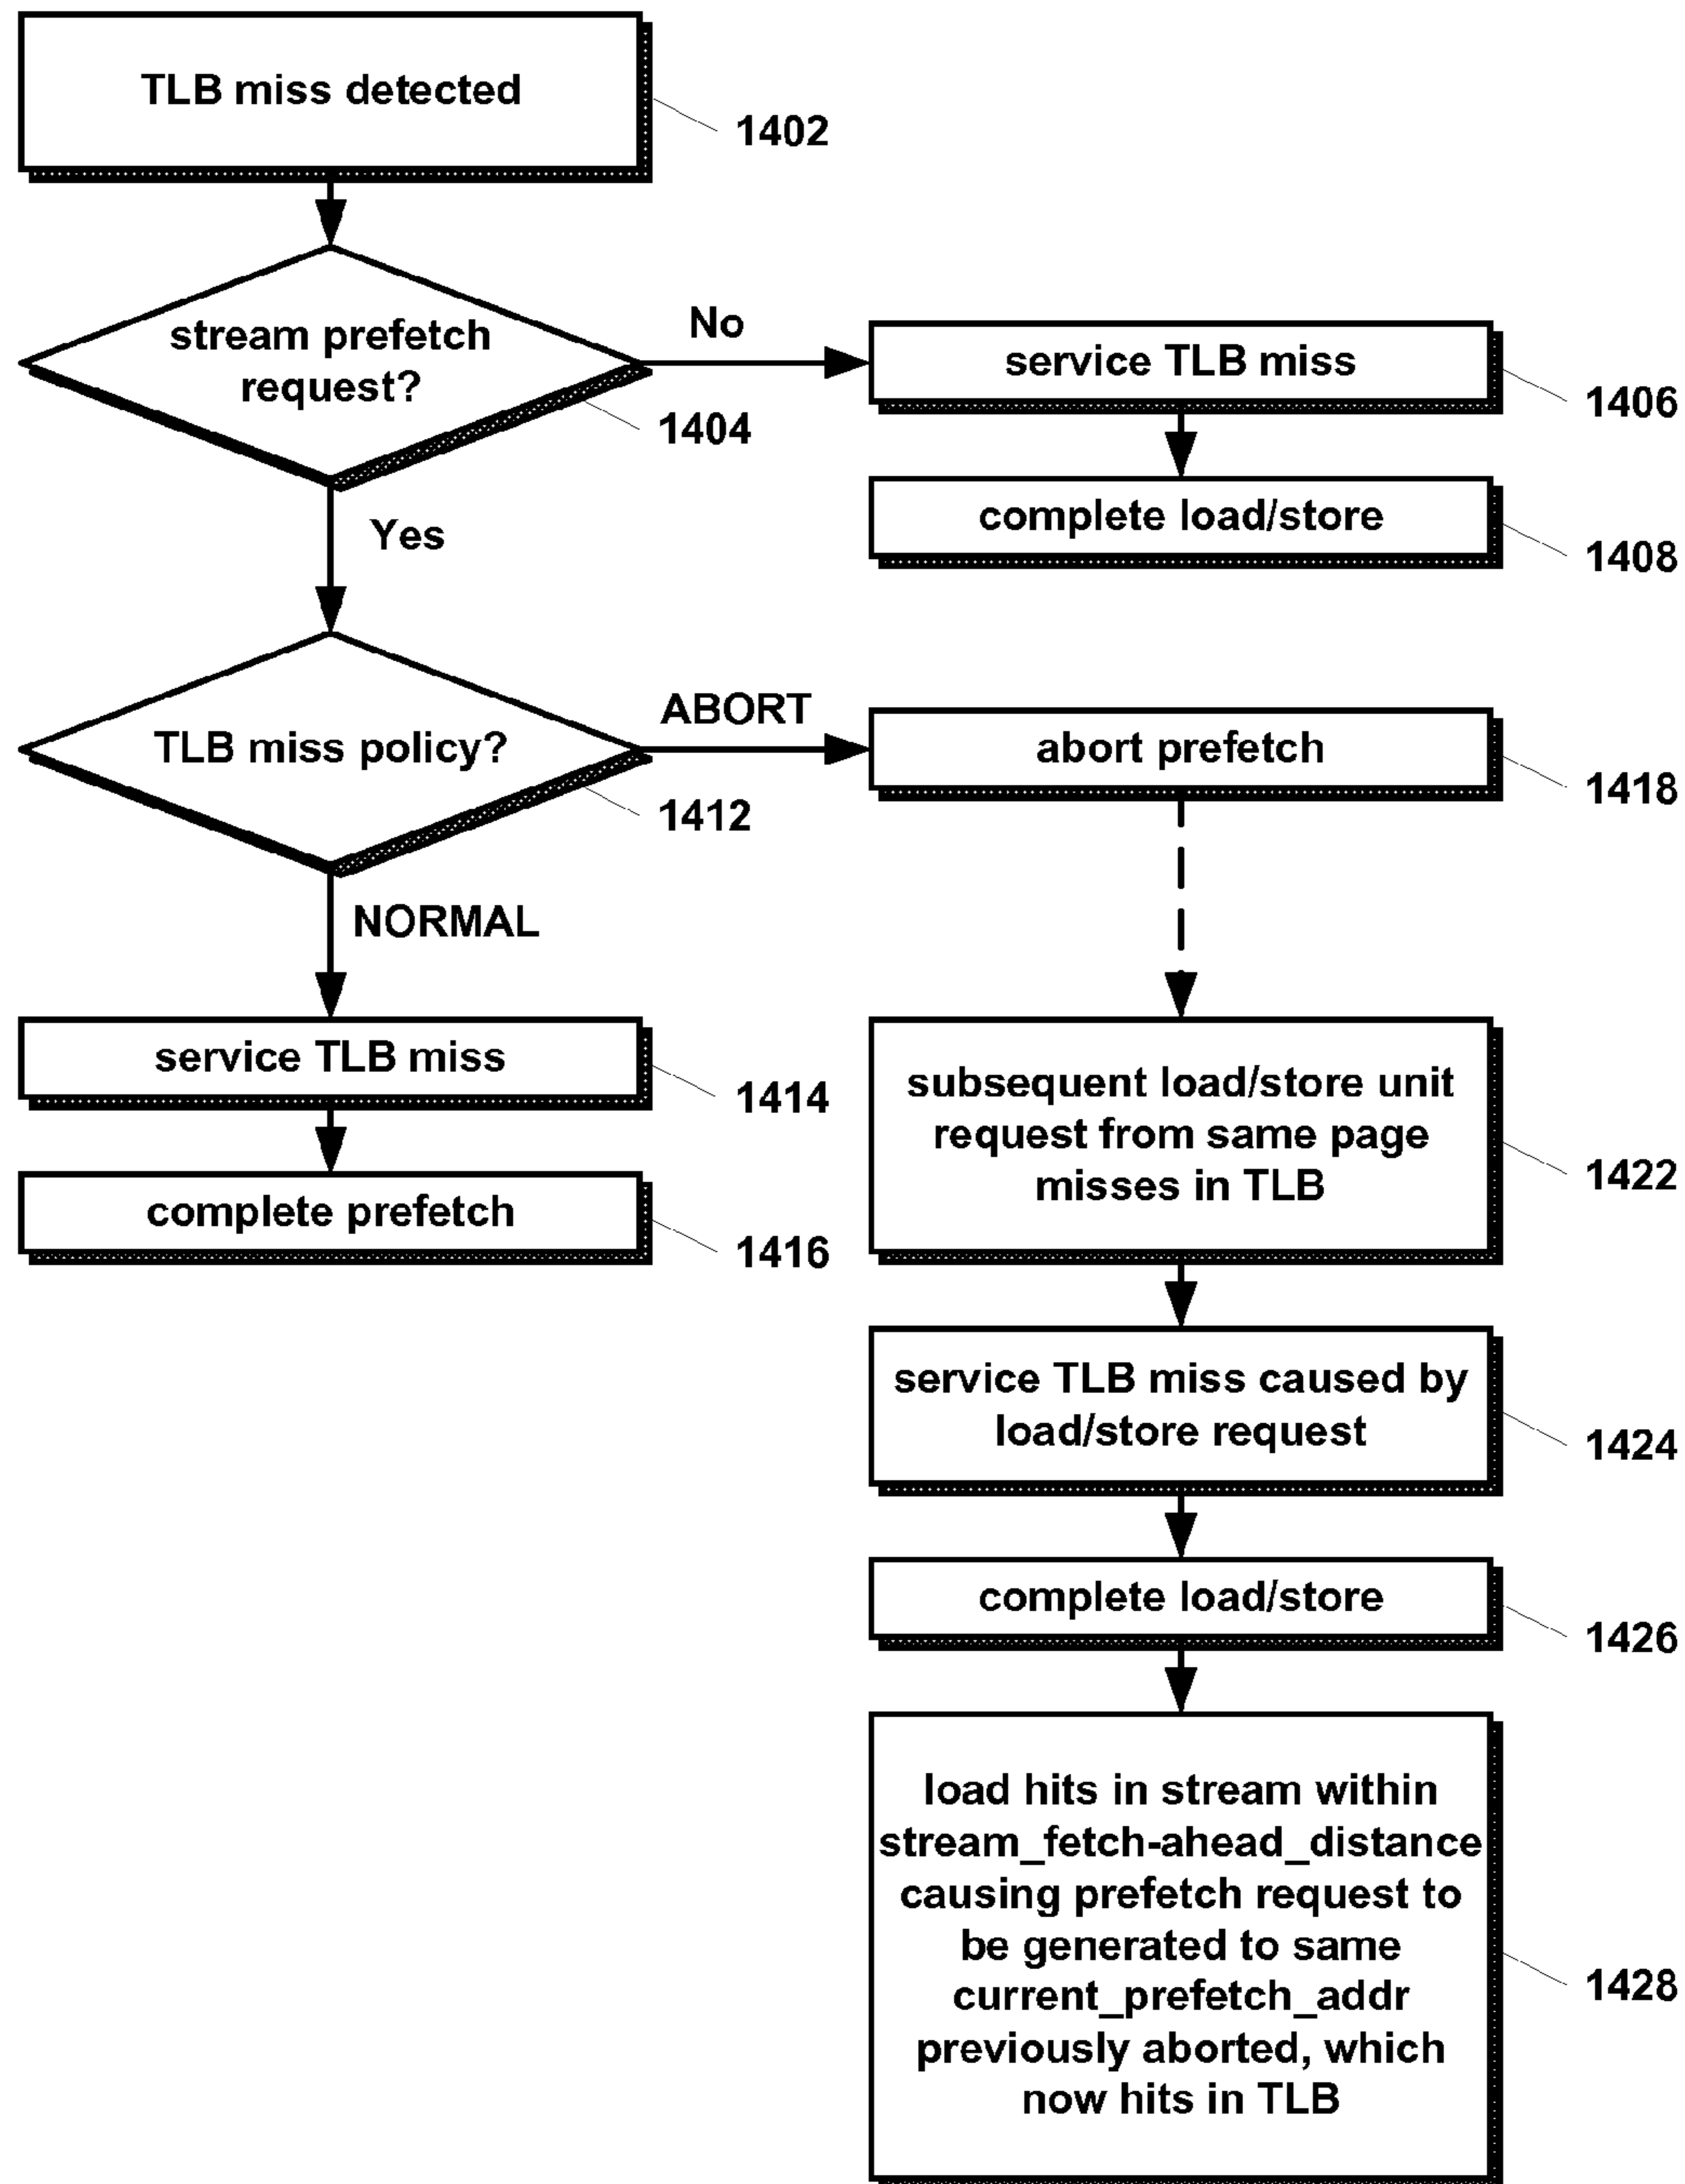 TLB miss detected
1402
stream prefetch
request?
1404
No
service TLB miss
1406
complete load/store
1408
Yes
TLB miss policy?
1412
ABORT
abort prefetch
1418
NORMAL
service TLB miss
1414
complete prefetch
1416
subsequent load/store unit
request from same page
misses in TLB
1422
service TLB miss caused by
load/store request
1424
complete load/store
1426
load hits in stream within
stream_fetch-ahead_distance
causing prefetch request to
be generated to same
current_prefetch_addr
previously aborted, which
now hits in TLB
1428